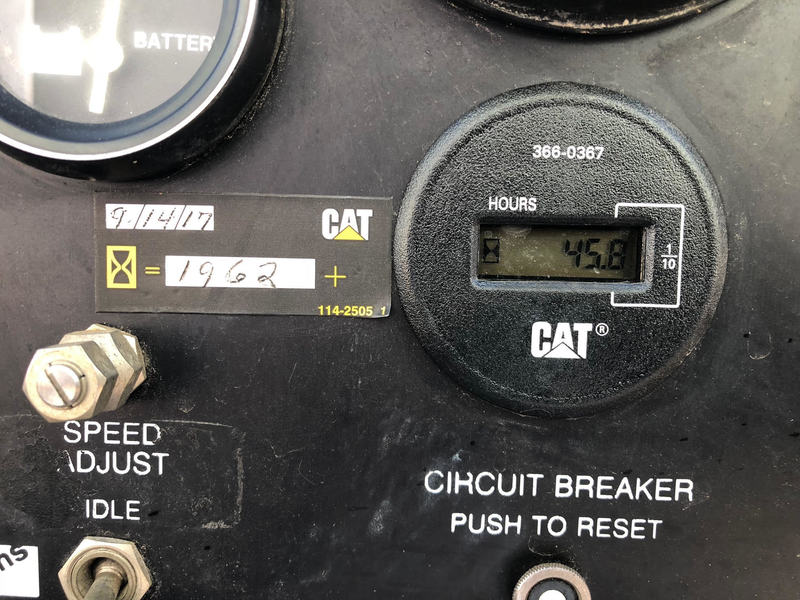 BATTER
366-0367
HOURS
45.8
1/10
CAT®
9/14/17
CAT
= 1962 +
114-2505 1
SPEED
ADJUST
IDLE
CIRCUIT BREAKER
PUSH TO RESET